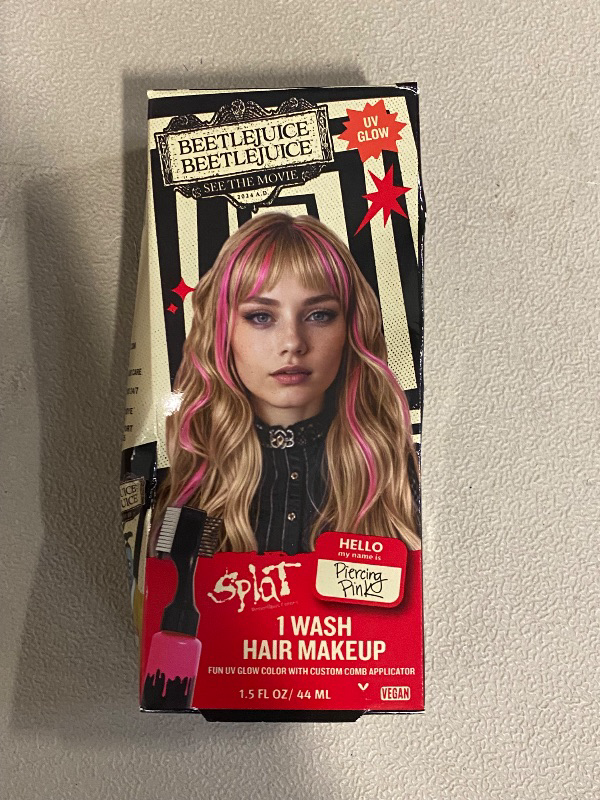 BEETLEJUICE
BEETLEJUICE
SEE THE MOVIE
2024 A.D.
UV
GLOW
HELLO
my name is
Piercing
Pink
Splat
1 WASH
HAIR MAKEUP
FUN UV GLOW COLOR WITH CUSTOM COMB APPLICATOR
1.5 FL OZ/ 44 ML
VEGAN